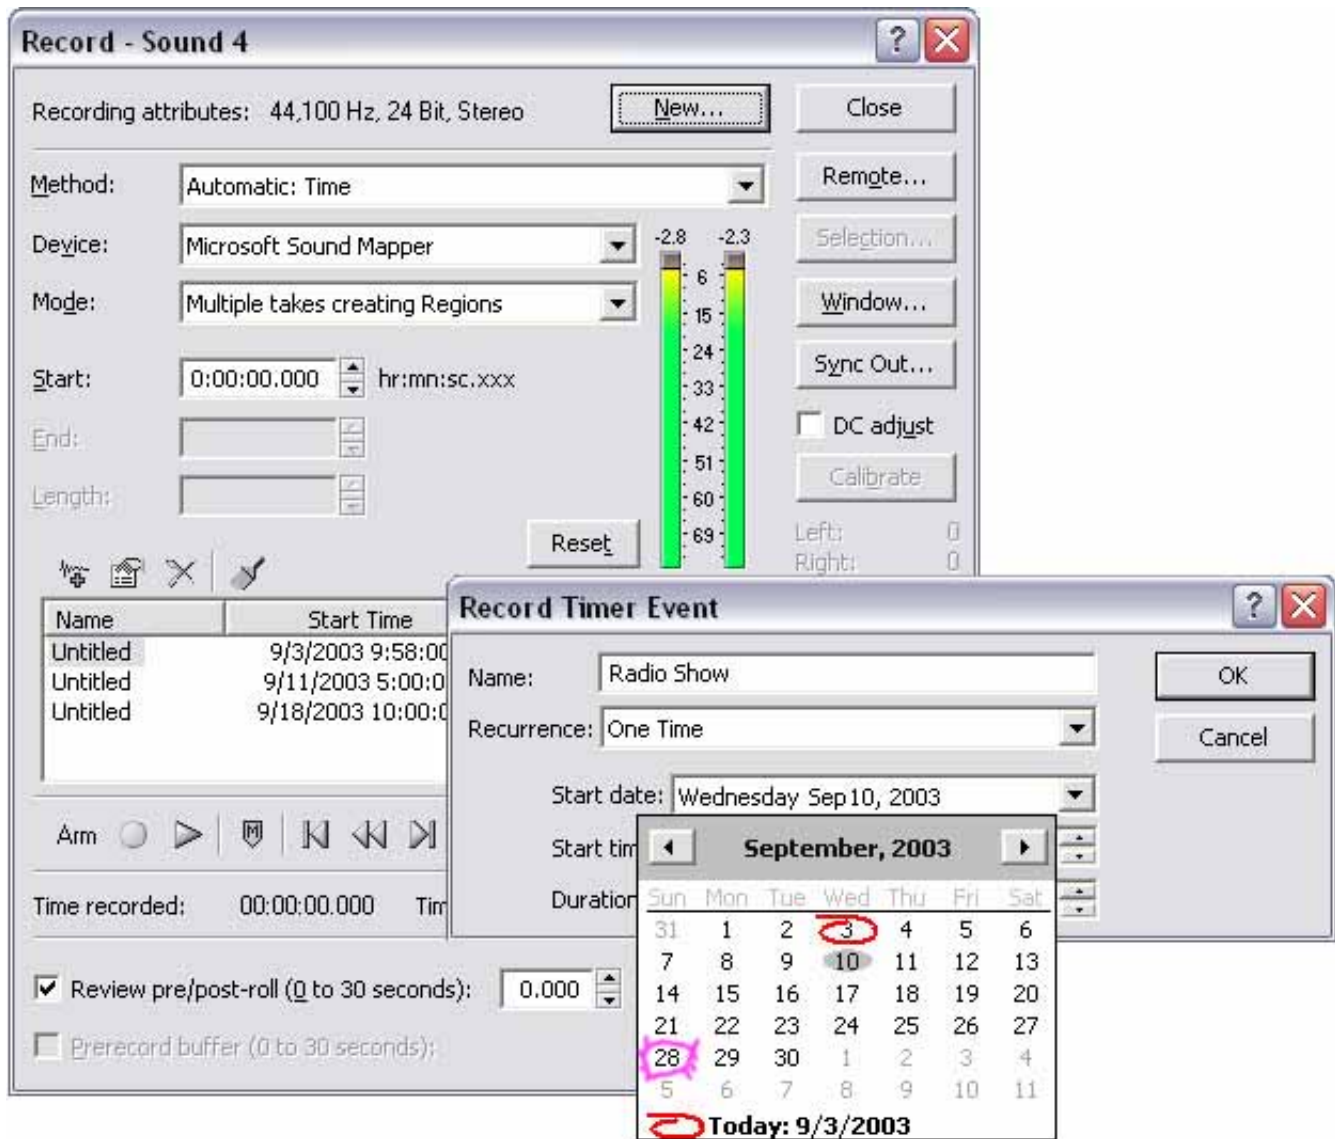 Record - Sound 4
Recording attributes: 44,100 Hz, 24 Bit, Stereo
New...
Close
Method:
Automatic: Time
Remote...
Device:
Microsoft Sound Mapper
-2.8 -2.3
Selection...
Mode:
Multiple takes creating Regions
Window...
6
15
24
33
42
51
60
69
Start:
0:00:00.000
hr:mn:sc.xxx
Sync Out...
End:
DC adjust
Length:
Calibrate
Reset
Left: 0
Right: 0
Name Start Time
Untitled 9/3/2003 9:58:00
Untitled 9/11/2003 5:00:0
Untitled 9/18/2003 10:00:0
Arm
M
Time recorded: 00:00:00.000
Review pre/post-roll (0 to 30 seconds): 0.000
Prerecord buffer (0 to 30 seconds):
Record Timer Event
Name: Radio Show
OK
Recurrence: One Time
Cancel
Start date: Wednesday Sep 10, 2003
Start tim
Duration
September, 2003
Sun Mon Tue Wed Thu Fri Sat
31 1 2 3 4 5 6
7 8 9 10 11 12 13
14 15 16 17 18 19 20
21 22 23 24 25 26 27
28 29 30 1 2 3 4
5 6 7 8 9 10 11
Today: 9/3/2003